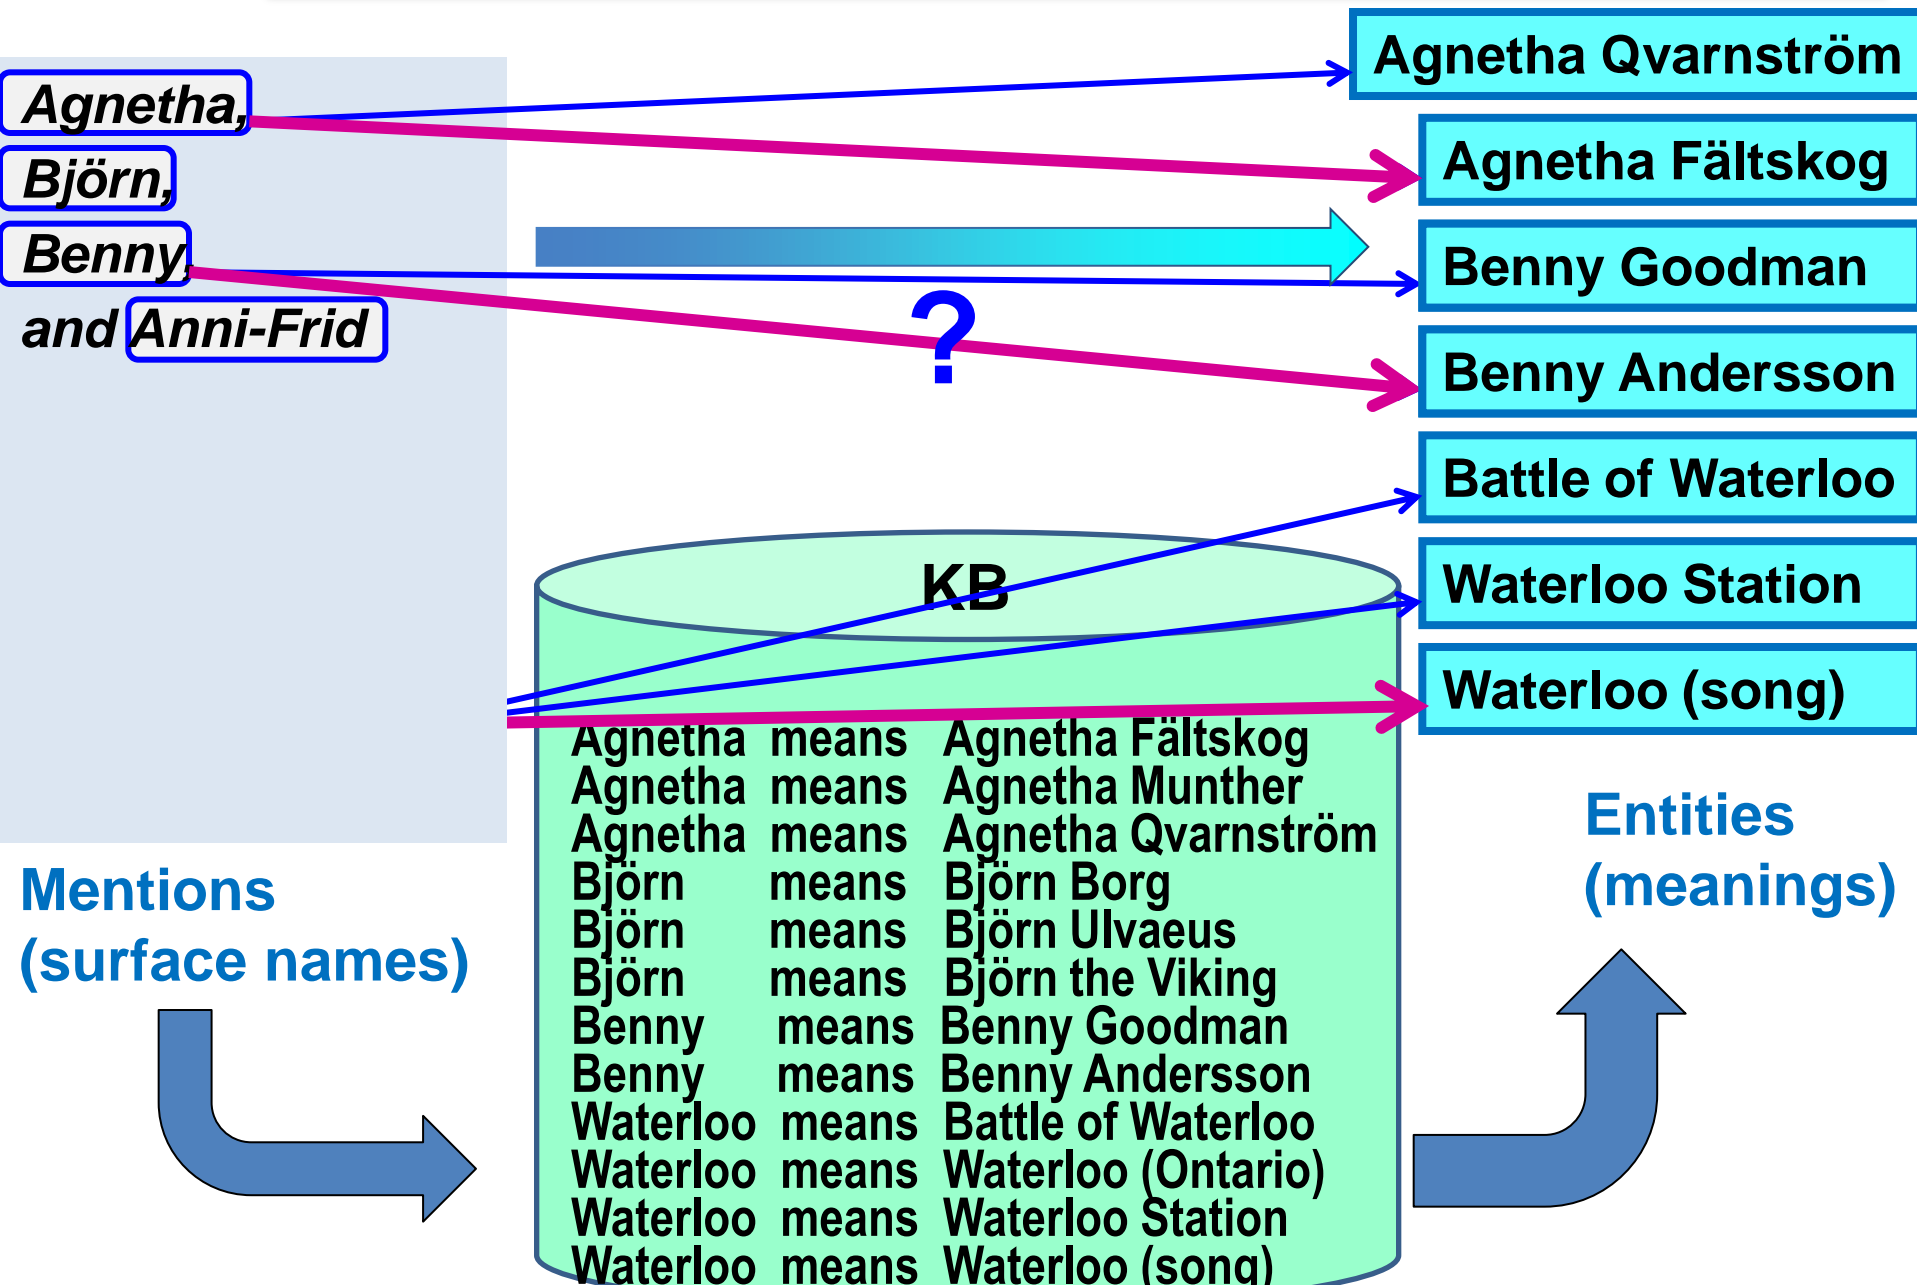 Agnetha,
Björn,
Benny,
and Anni-Frid
Mentions
(surface names)
?
KB
Agnetha means Agnetha Fältskog
Agnetha means Agnetha Munther
Agnetha means Agnetha Qvarnström
Björn means Björn Borg
Björn means Björn Ulvaeus
Björn means Björn the Viking
Benny means Benny Goodman
Benny means Benny Andersson
Waterloo means Battle of Waterloo
Waterloo means Waterloo (Ontario)
Waterloo means Waterloo Station
Waterloo means Waterloo (song)
Agnetha Qvarnström
Agnetha Fältskog
Benny Goodman
Benny Andersson
Battle of Waterloo
Waterloo Station
Waterloo (song)
Entities
(meanings)